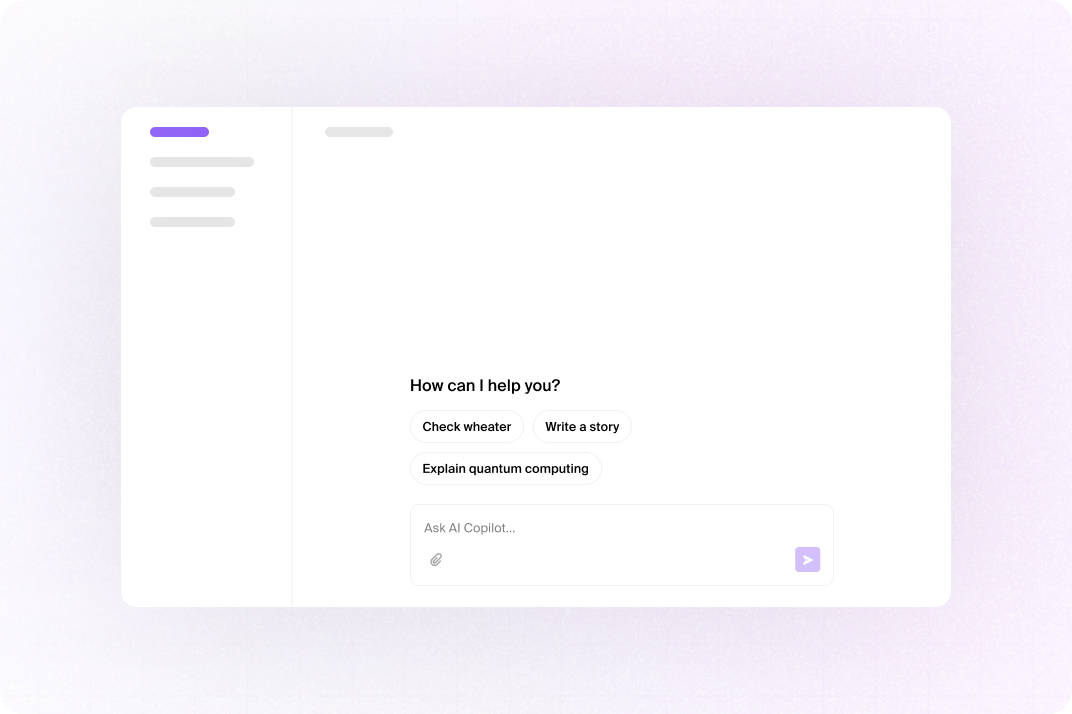 How can I help you?
Check wheater
Write a story
Explain quantum computing
Ask AI Copilot...